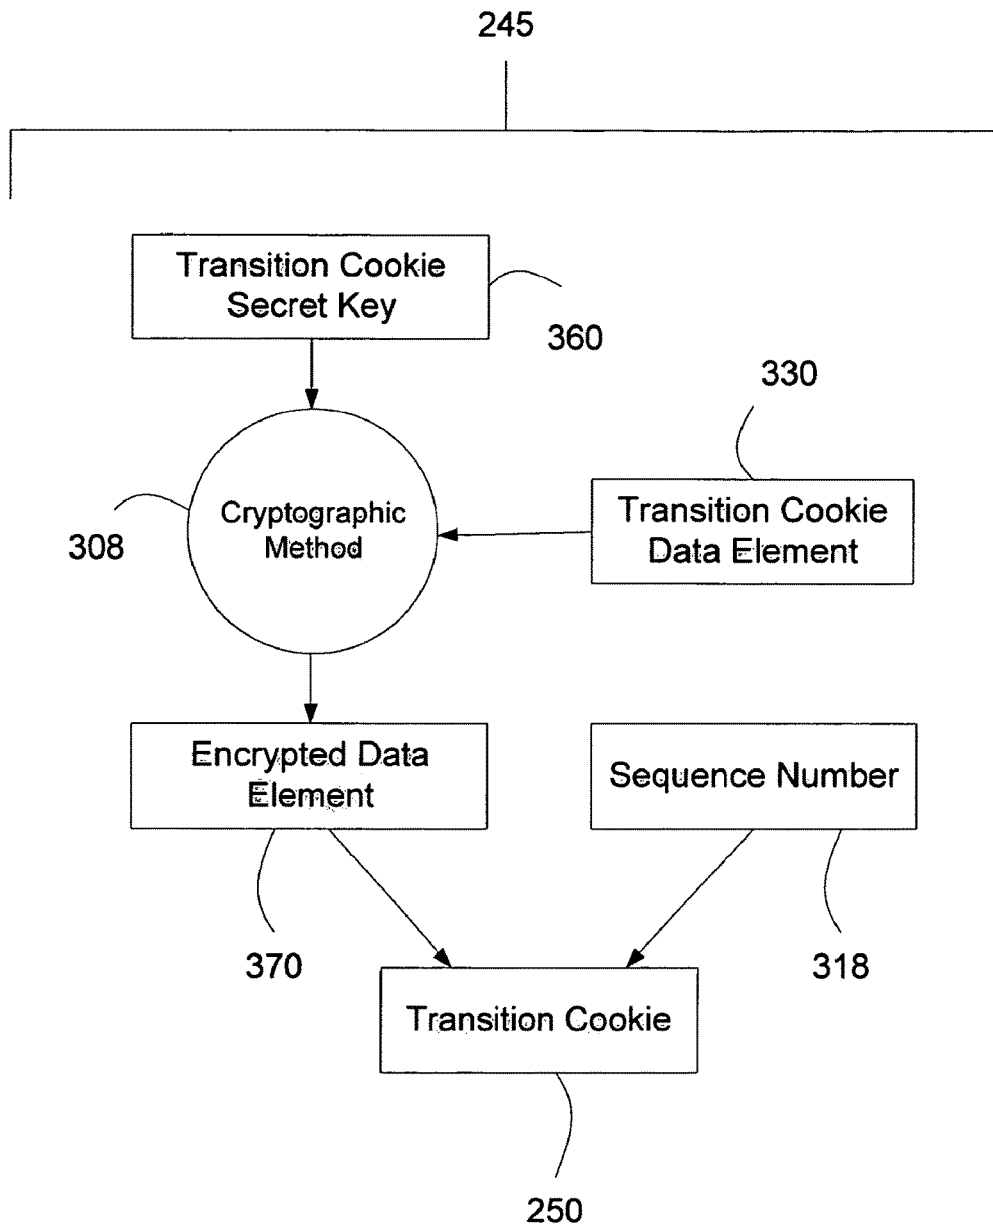 245
Transition Cookie
Secret Key
360
330
Cryptographic
Method
308
Transition Cookie
Data Element
Encrypted Data
Element
Sequence Number
370
318
Transition Cookie
250